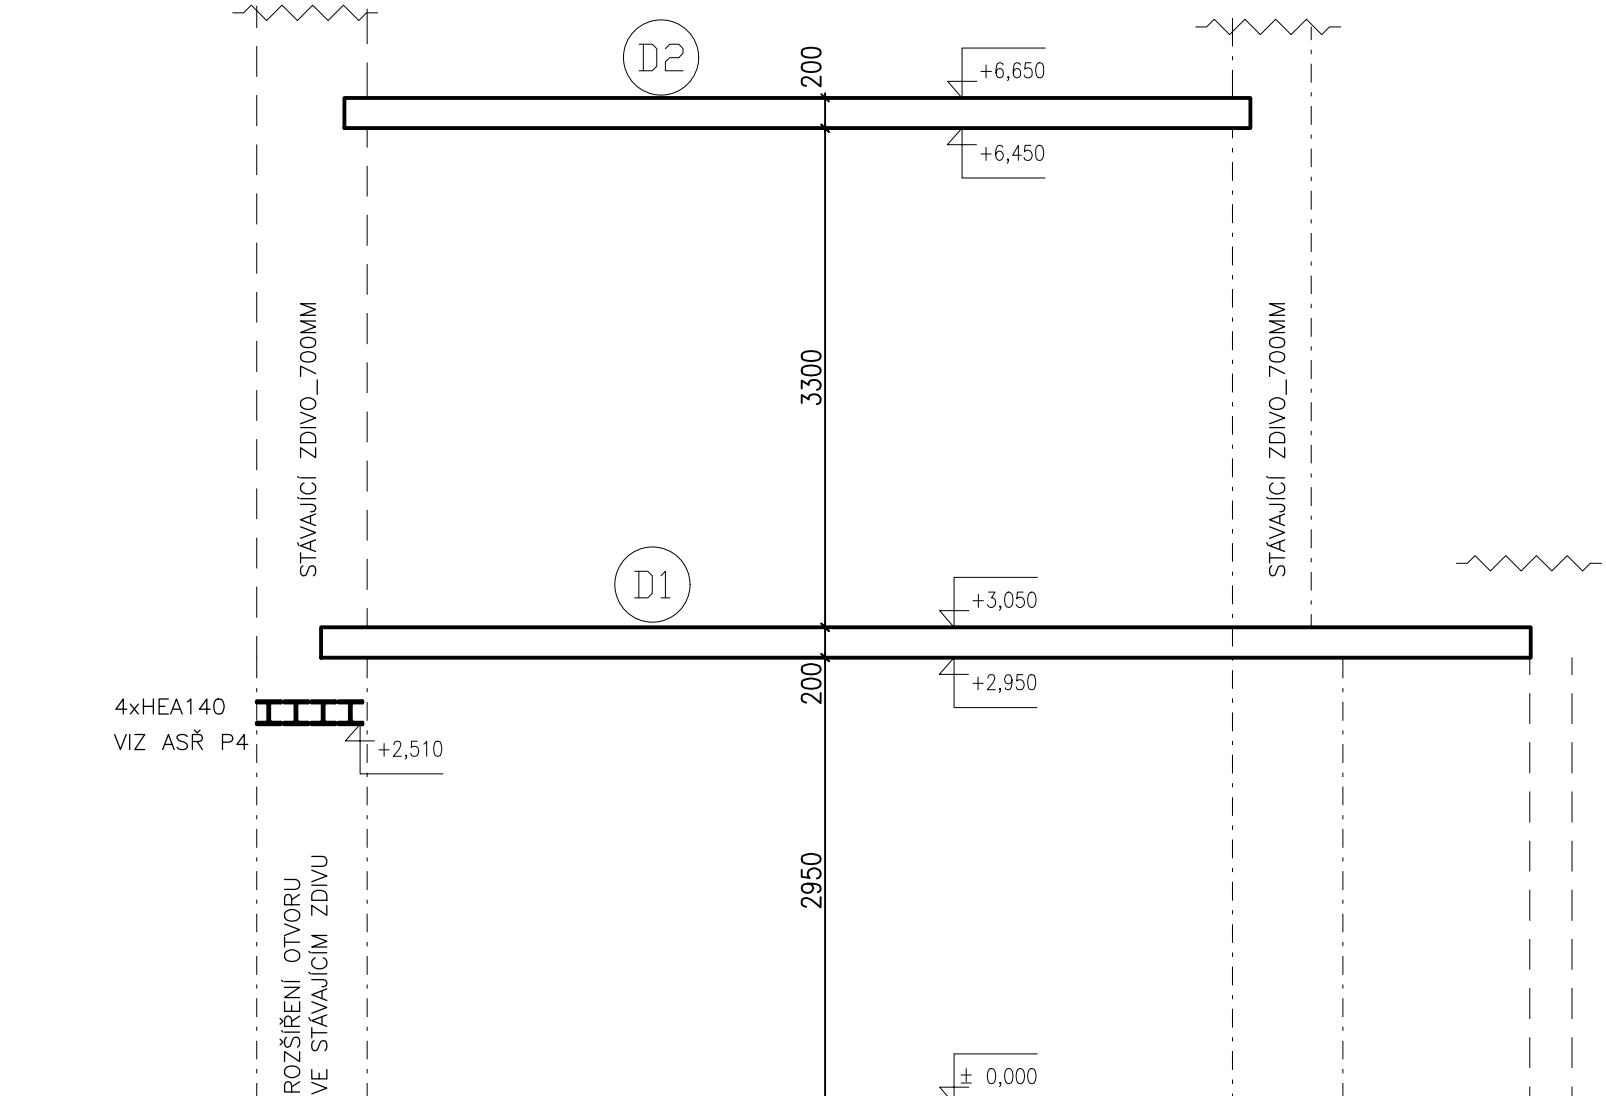 D2
200
+6,650
+6,450
STÁVAJÍCÍ ZDIVO_700MM
3300
STÁVAJÍCÍ ZDIVO_700MM
D1
+3,050
200
+2,950
4xHEA140
VIZ ASŘ P4
+2,510
2950
ROZŠÍŘENÍ OTVORU
VE STÁVAJÍCÍM ZDIVU
± 0,000